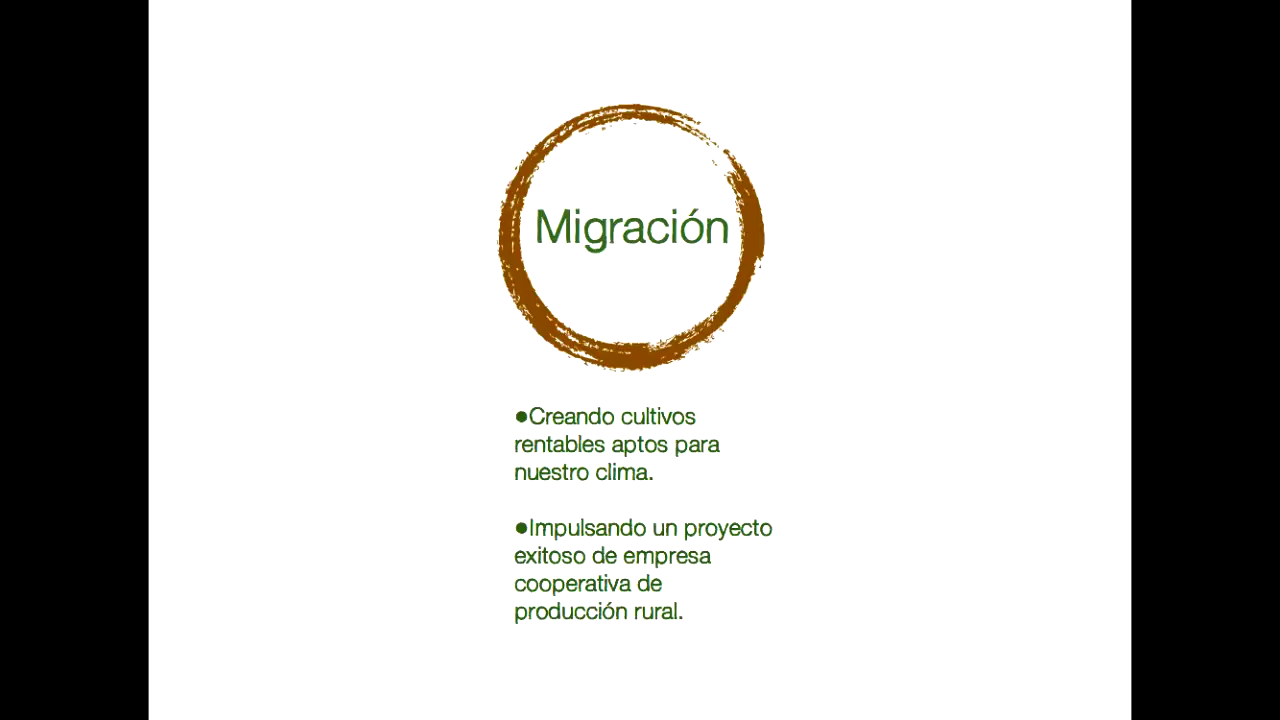 Migración
●Creando cultivos
rentables aptos para
nuestro clima.
●Impulsando un proyecto
exitoso de empresa
cooperativa de
producción rural.